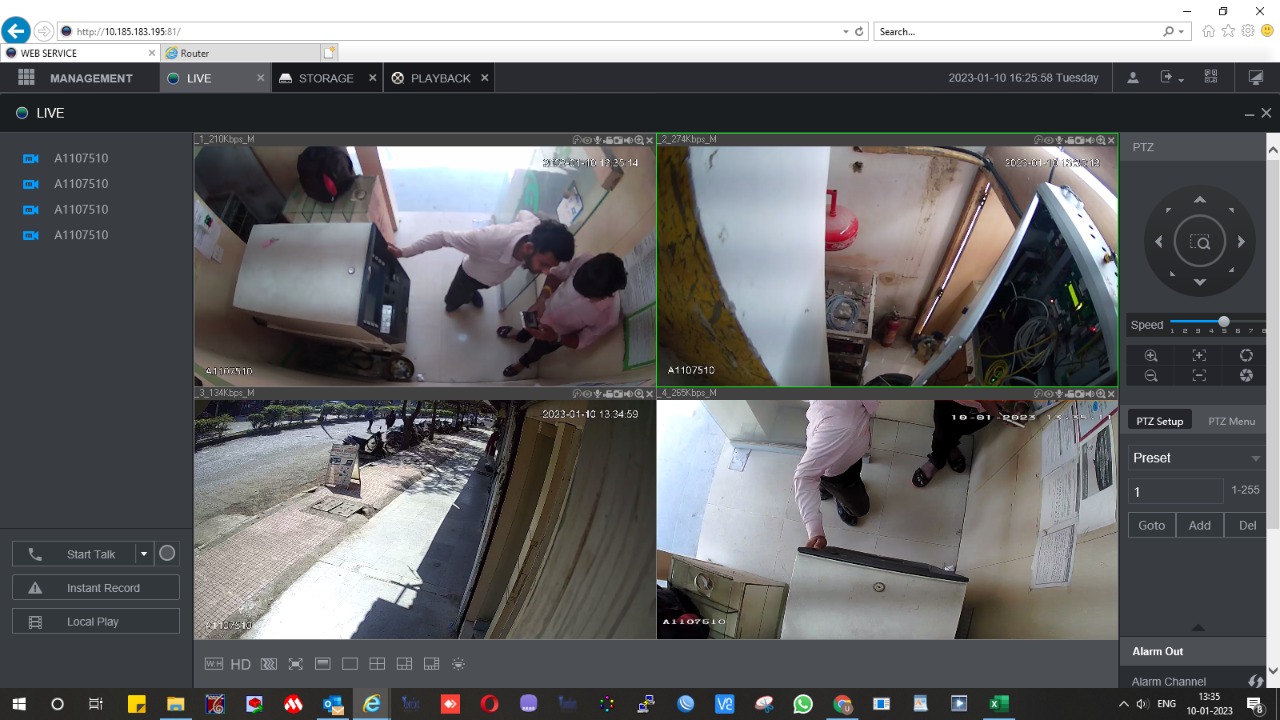 http://10.185.183.195:81/
Search...
WEB SERVICE
Router
MANAGEMENT
LIVE
STORAGE
PLAYBACK
2023-01-10 16:25:58 Tuesday
LIVE
A1107510
A1107510
A1107510
A1107510
Start Talk
Instant Record
Local Play
_1_210Kbps_M
2023-01-10 13:35:14
A1107510
_2_274Kbps_M
2023-01-10
A1107510
_3_134Kbps_M
2023-01-10 13:34:59
A1107510
_4_265Kbps_M
10-01-2023
A1107510
WH HD
PTZ
Speed
1 2 3 4 5 6 7
PTZ Setup
PTZ Menu
Preset
1
1-255
Goto
Add
Del
Alarm Out
Alarm Channel
ENG
13:35
10-01-2023
8